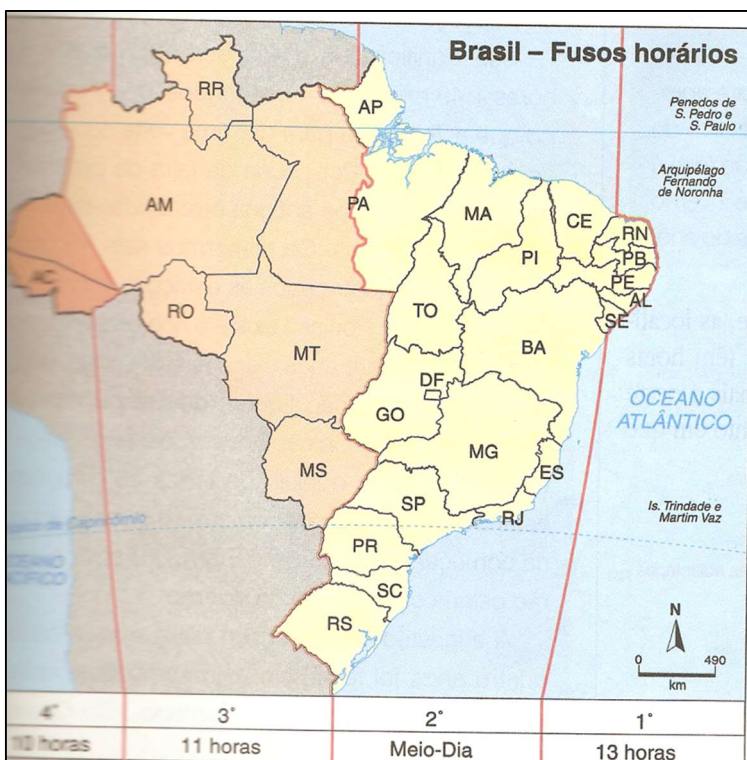 Brasil – Fusos horários
Penedos de
S. Pedro e
S. Paulo
Arquipélago
Fernando
de Noronha
RR
AP
AM
PA
MA
CE
RN
PB
PE
AL
SE
PI
AC
RO
TO
MT
BA
DF
GO
MG
ES
MS
SP
RJ
PR
SC
RS
OCEANO
ATLÂNTICO
Is. Trindade e
Martim Vaz
Capricórnio
OCEANO
N
0 490
km
4° 3° 2° 1°
10 horas 11 horas Meio-Dia 13 horas